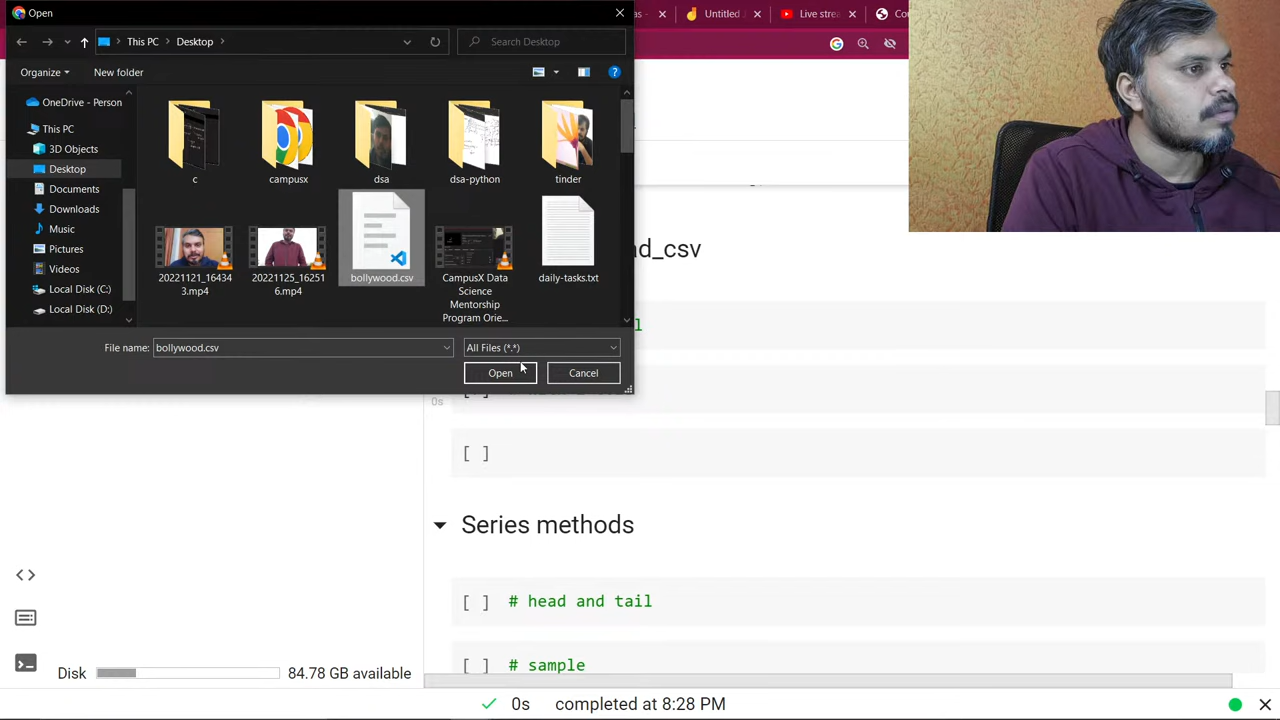 Open
as -
Untitled
Live strea
Co
This PC
Desktop
Search Desktop
Organize
New folder
OneDrive - Person
This PC
3D Objects
Desktop
Documents
Downloads
Music
Pictures
Videos
Local Disk (C:)
Local Disk (D:)
c
campusx
dsa
dsa-python
tinder
20221121_16434
3.mp4
20221125_16251
6.mp4
bollywood.csv
CampusX Data
Science
Mentorship
Program Orie...
daily-tasks.txt
File name:
bollywood.csv
All Files (*.*)
Open
Cancel
ad_csv
l
0s
[ ]
[ ]
Series methods
[ ] # head and tail
[ ] # sample
Disk
84.78 GB available
0s completed at 8:28 PM